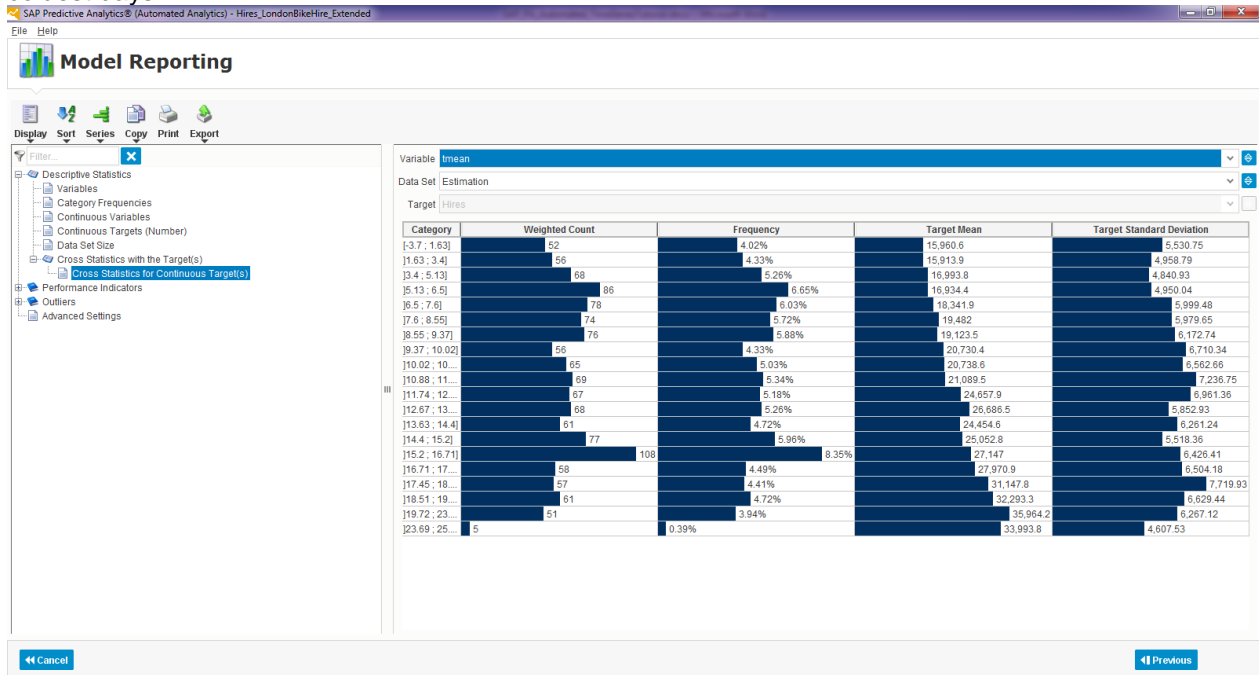 SAP Predictive Analytics® (Automated Analytics) - Hires_LondonBikeHire_Extended
File Help
Model Reporting
Display Sort Series Copy Print Export
Filter...
Descriptive Statistics
Variables
Category Frequencies
Continuous Variables
Continuous Targets (Number)
Data Set Size
Cross Statistics with the Target(s)
Cross Statistics for Continuous Target(s)
Performance Indicators
Outliers
Advanced Settings
Variable tmean
Data Set Estimation
Target Hires
Category Weighted Count Frequency Target Mean Target Standard Deviation
[-3.7 ; 1.63] 52 4.02% 15,960.6 5,530.75
]1.63 ; 3.4] 56 4.33% 15,913.9 4,958.79
]3.4 ; 5.13] 68 5.26% 16,993.8 4,840.93
]5.13 ; 6.5] 86 6.65% 16,934.4 4,950.04
]6.5 ; 7.6] 78 6.03% 18,341.9 5,999.48
]7.6 ; 8.55] 74 5.72% 19,482 5,979.65
]8.55 ; 9.37] 76 5.88% 19,123.5 6,172.74
]9.37 ; 10.02] 56 4.33% 20,730.4 6,710.34
]10.02 ; 10.... 65 5.03% 20,738.6 6,562.66
]10.88 ; 11.... 69 5.34% 21,089.5 7,236.75
]11.74 ; 12.... 67 5.18% 24,657.9 6,961.36
]12.67 ; 13.... 68 5.26% 26,686.5 5,852.93
]13.63 ; 14.4] 61 4.72% 24,454.6 6,261.24
]14.4 ; 15.2] 77 5.96% 25,052.8 5,518.36
]15.2 ; 16.71] 108 8.35% 27,147 6,426.41
]16.71 ; 17.... 58 4.49% 27,970.9 6,504.18
]17.45 ; 18.... 57 4.41% 31,147.8 7,719.93
]18.51 ; 19.... 61 4.72% 32,293.3 6,629.44
]19.72 ; 23.... 51 3.94% 35,964.2 6,267.12
]23.69 ; 25.... 5 0.39% 33,993.8 4,607.53
Cancel Previous